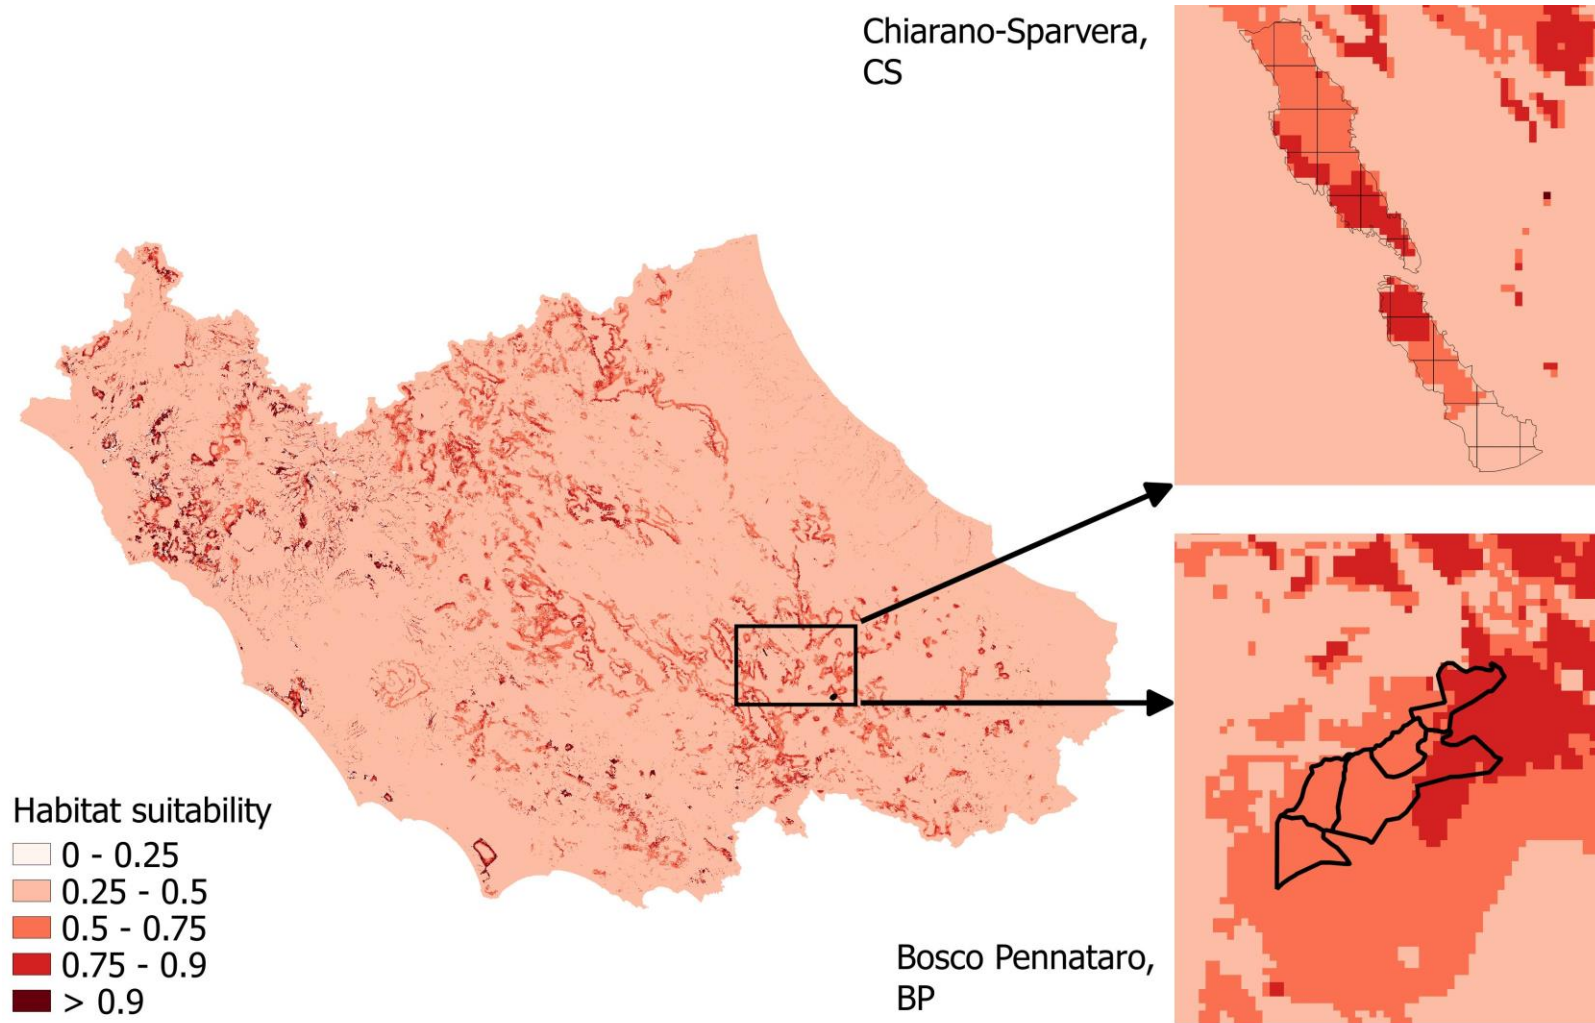 Chiarano-Sparvera,
CS
Habitat suitability
0 - 0.25
0.25 - 0.5
0.5 - 0.75
0.75 - 0.9
> 0.9
Bosco Pennataro,
BP